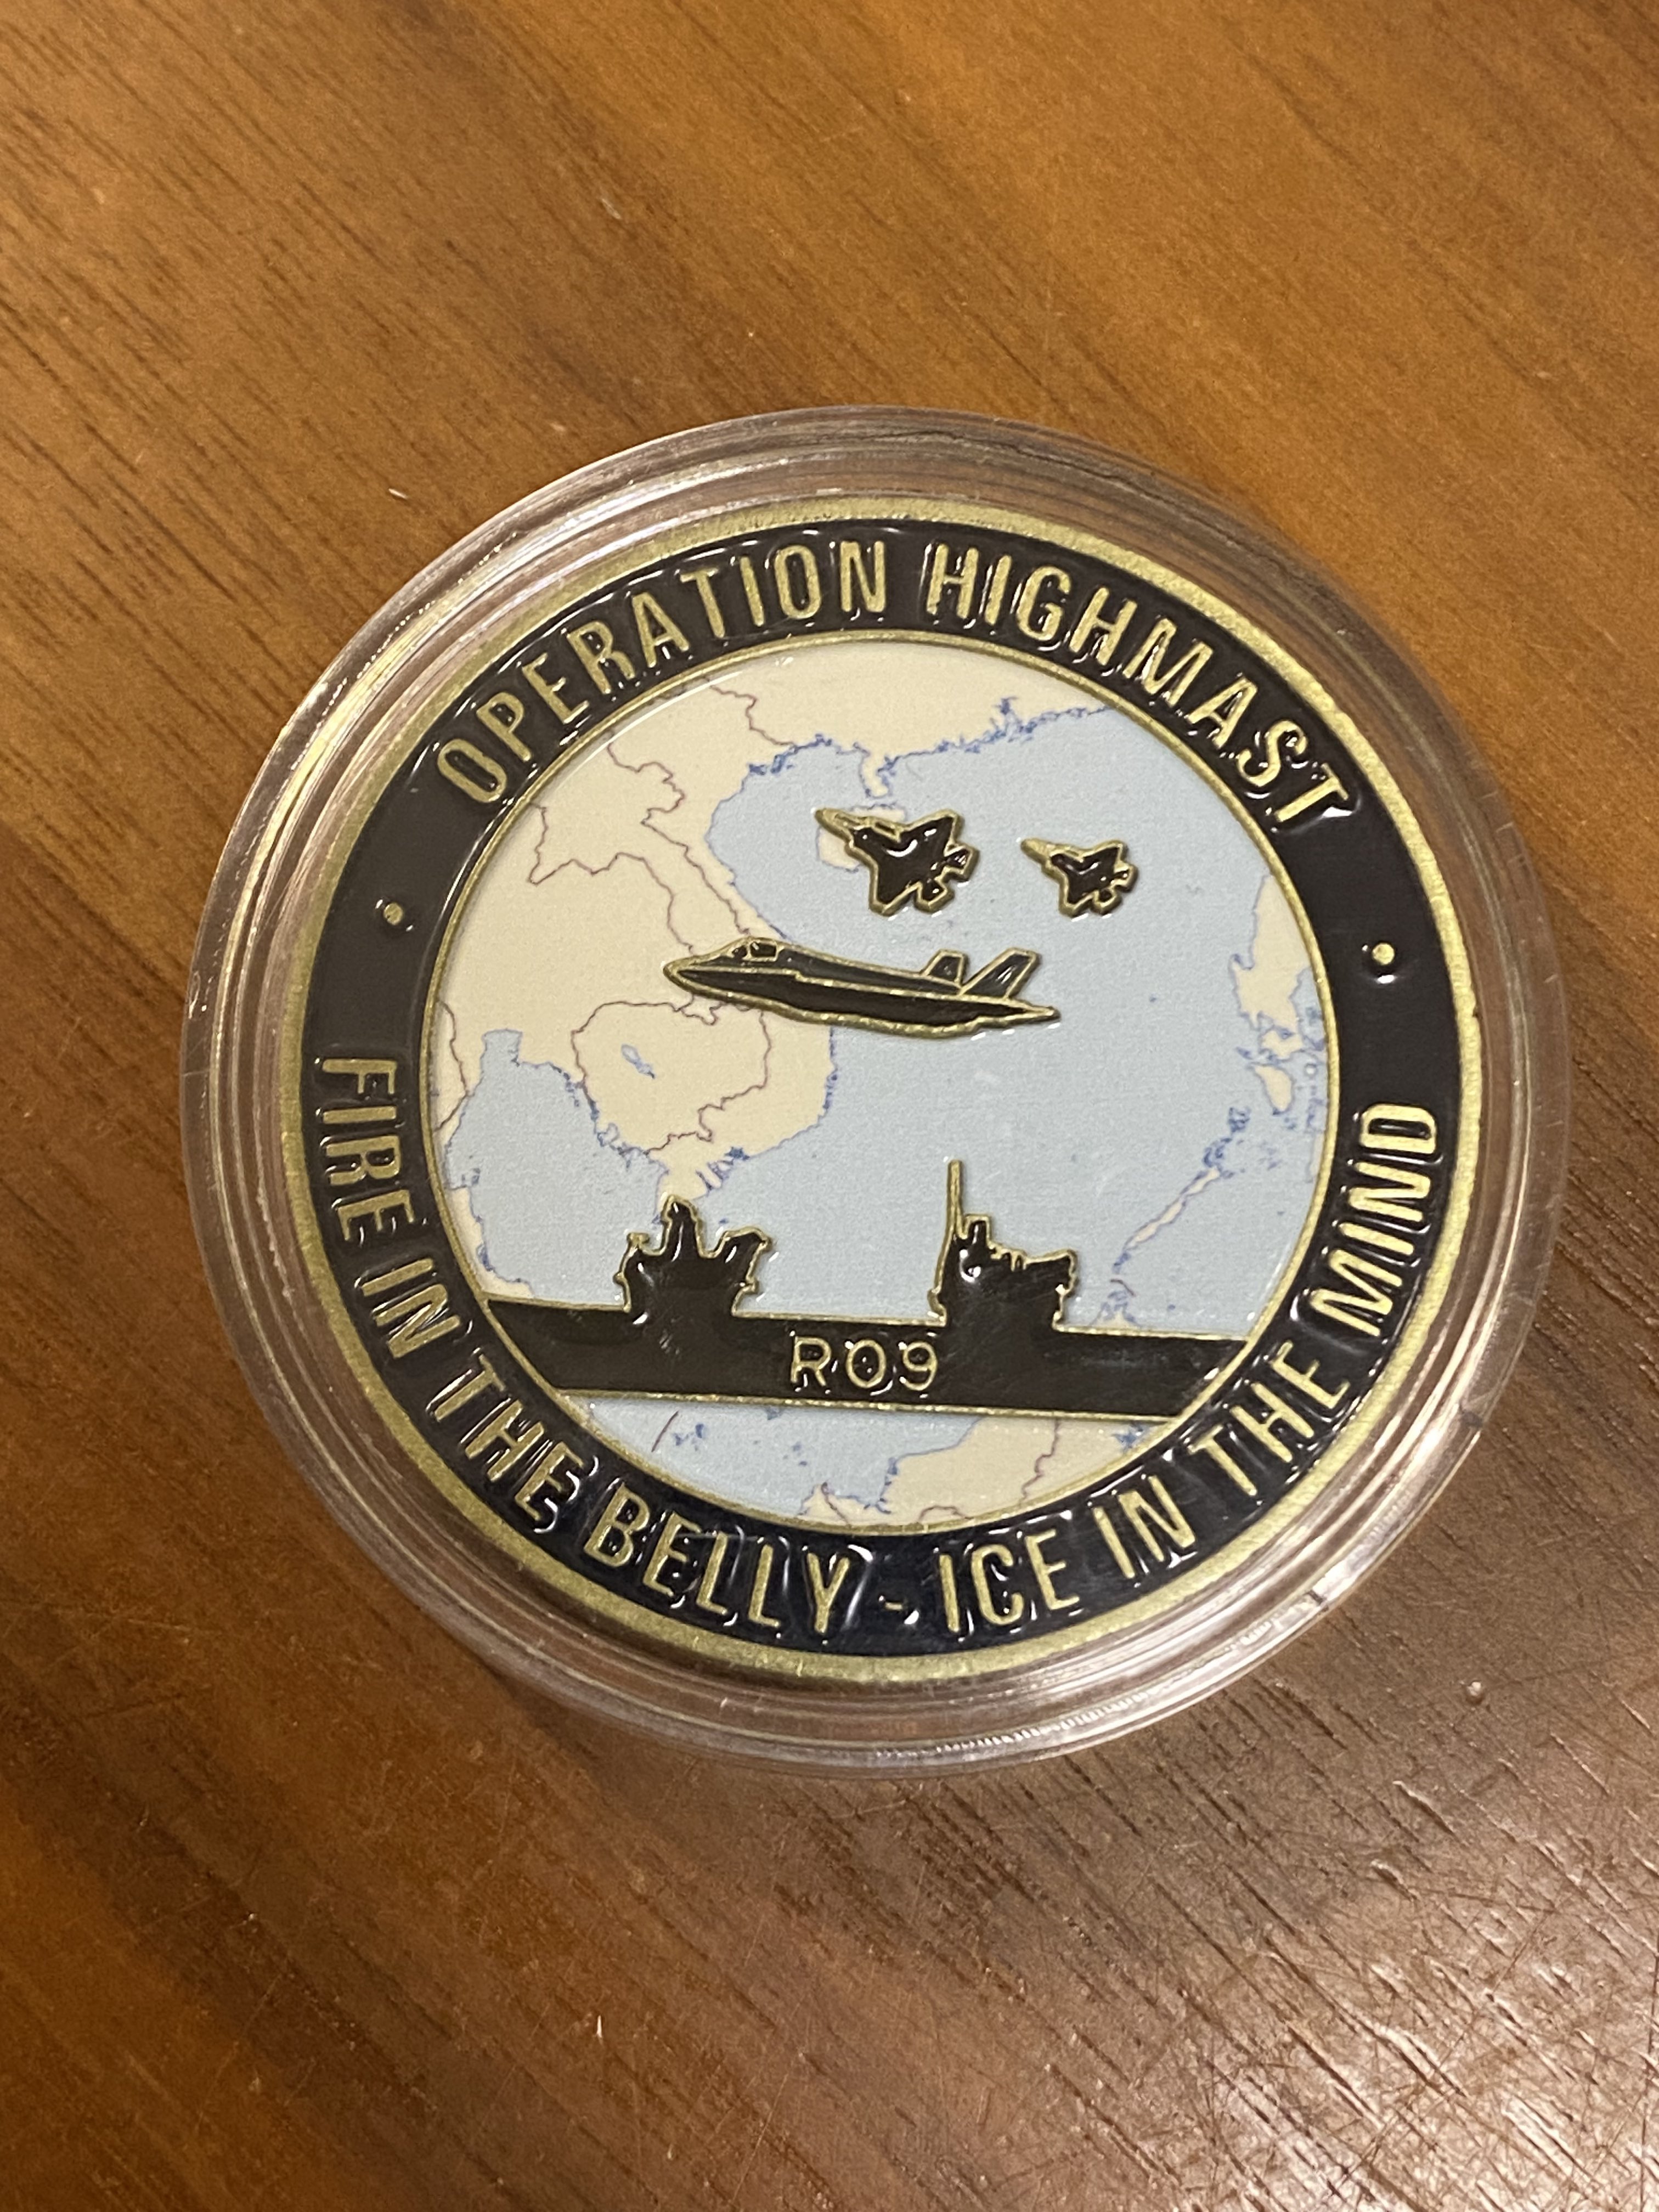 OPERATION HIGHMAST
R09
FIRE IN THE BELLY - ICE IN THE MIND